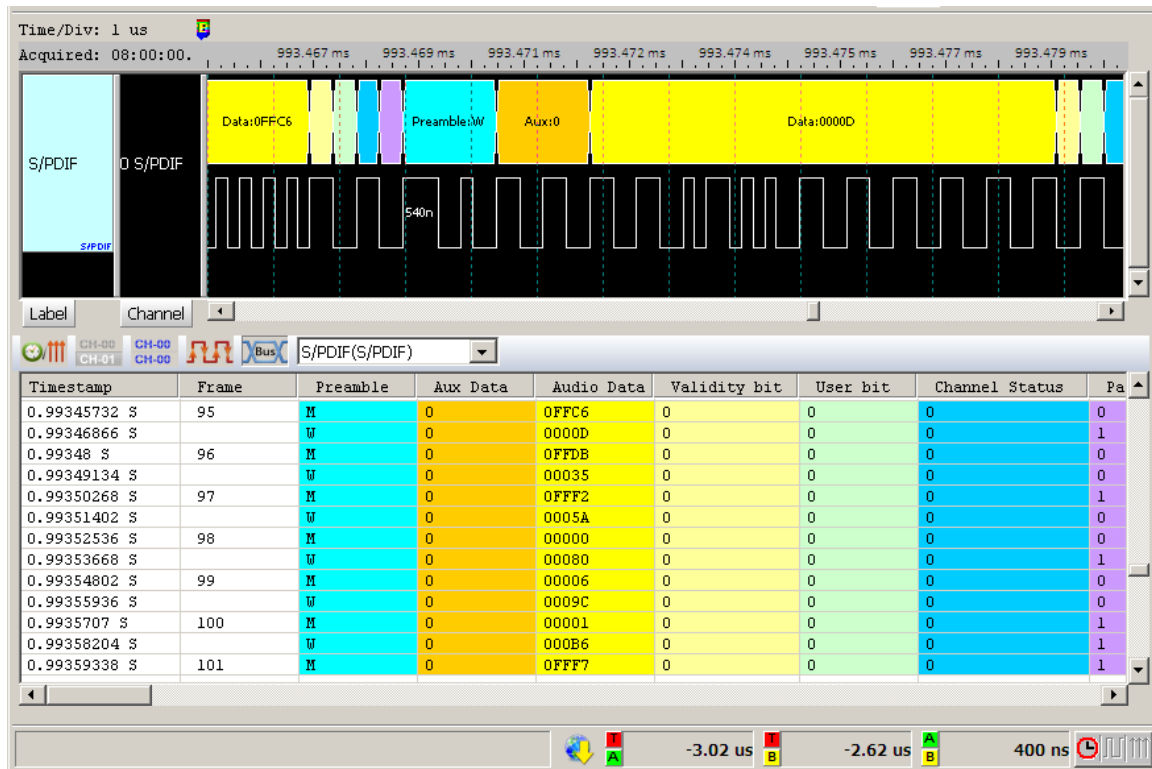 Time/Div: 1 us
Acquired: 08:00:00. 993.467 ms 993.469 ms 993.471 ms 993.472 ms 993.474 ms 993.475 ms 993.477 ms 993.479 ms
Data:0FFC6 Preamble:W Aux:0 Data:0000D
S/PDIF 0 S/PDIF
540n
S/PDIF
Label Channel
CH-00 CH-01 CH-00 CH-00 Bus S/PDIF(S/PDIF)
Timestamp Frame Preamble Aux Data Audio Data Validity bit User bit Channel Status Pa
0.99345732 S 95 M 0 0FFC6 0 0 0 0
0.99346866 S W 0 0000D 0 0 0 1
0.99348 S 96 M 0 0FFDB 0 0 0 0
0.99349134 S W 0 00035 0 0 0 0
0.99350268 S 97 M 0 0FFF2 0 0 0 1
0.99351402 S W 0 0005A 0 0 0 0
0.99352536 S 98 M 0 00000 0 0 0 0
0.99353668 S W 0 00080 0 0 0 1
0.99354802 S 99 M 0 00006 0 0 0 0
0.99355936 S W 0 0009C 0 0 0 0
0.9935707 S 100 M 0 00001 0 0 0 1
0.99358204 S W 0 000B6 0 0 0 1
0.99359338 S 101 M 0 0FFF7 0 0 0 1
T A -3.02 us T B -2.62 us A B 400 ns